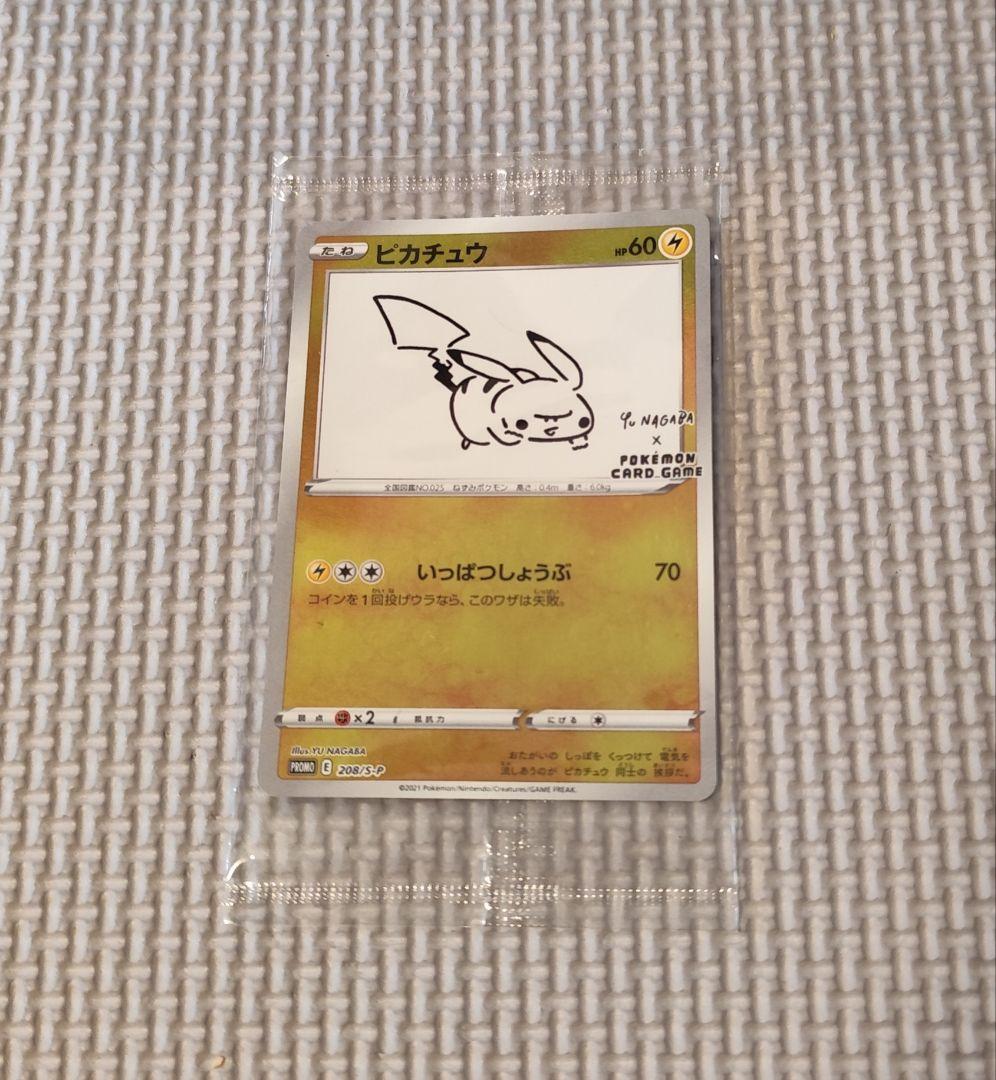 たね ピカチュウ HP60
Yu NAGABA
×
POKÉMON
CARD GAME
全国図鑑NO.025 ねずみポケモン 高さ:0.4m 重さ:6.0kg
いっぱつしょうぶ 70
コインを1回投げウラなら、このワザは失敗。
弱点 ×2 抵抗力 にげる
Illus.YU NAGABA
PROMO E 208/S-P
おたがいの しっぽを くっつけて 電気を
流しあうのが ピカチュウ 同士の 挨拶だ。
©2021 Pokémon/Nintendo/Creatures/GAME FREAK.